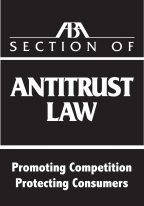 ABA
SECTION OF
ANTITRUST
LAW
Promoting Competition
Protecting Consumers